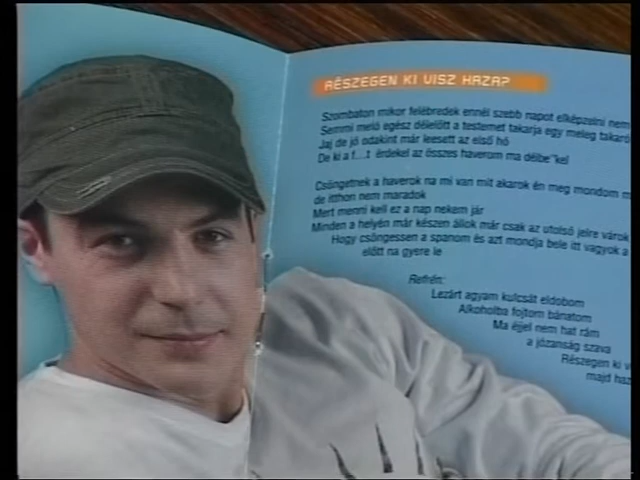 RÉSZEGEN KI VISZ HAZA?
Szombaton mikor felébredek ennél szebb napot elképzelni nem
Semmi meló egész délelőtt a testemet takarja egy meleg takaró
Jaj de jó odakint már leesett az első hó
De ki a f...t érdekel az összes haverom ma délbe"kel
Csöngetnek a haverok na mi van mit akarok én meg mondom
de itthon nem maradok
Mert menni kell ez a nap nekem jár
Minden a helyén már készen állok már csak az utolsó jelre várok
Hogy csöngessen a spanom és azt mondja bele itt vagyok a
előtt na gyere le
Refrén:
Lezárt agyam kulcsát eldobom
Alkoholba fojtom bánatom
Ma éjjel nem hat rám
a józanság szava
Részegen ki
majd